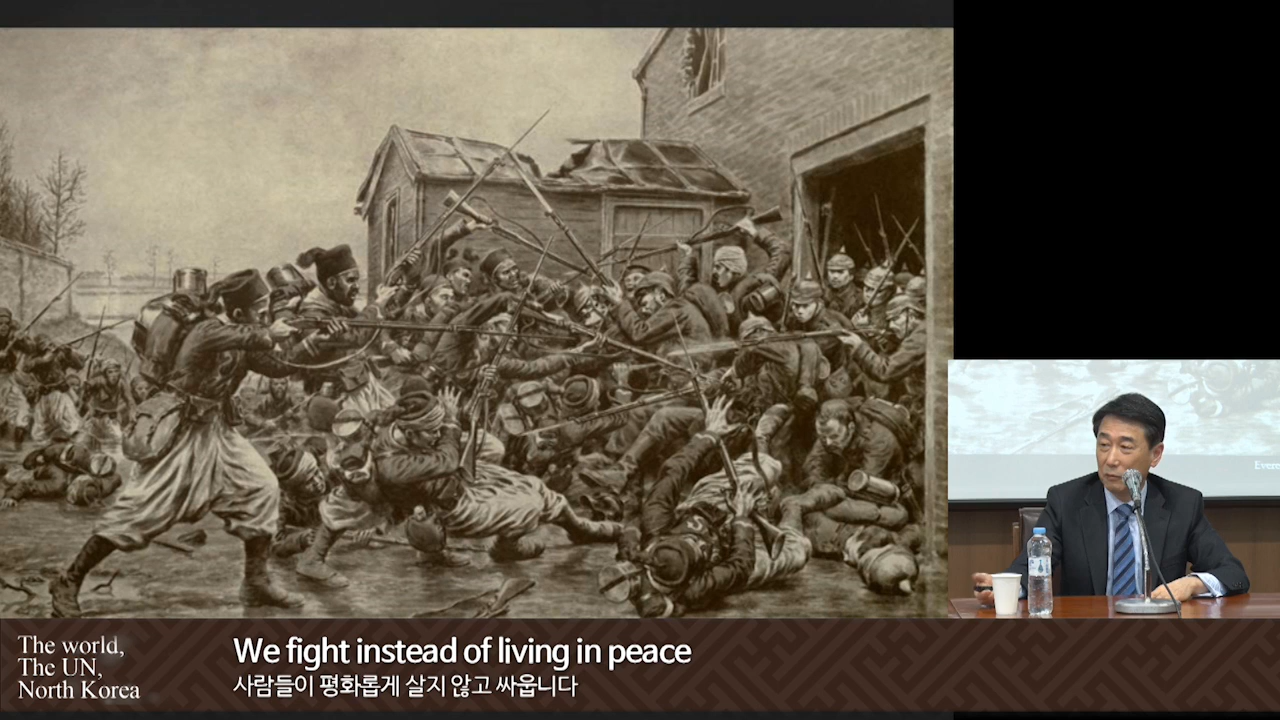 The world,
The UN,
North Korea
We fight instead of living in peace
사람들이 평화롭게 살지 않고 싸웁니다